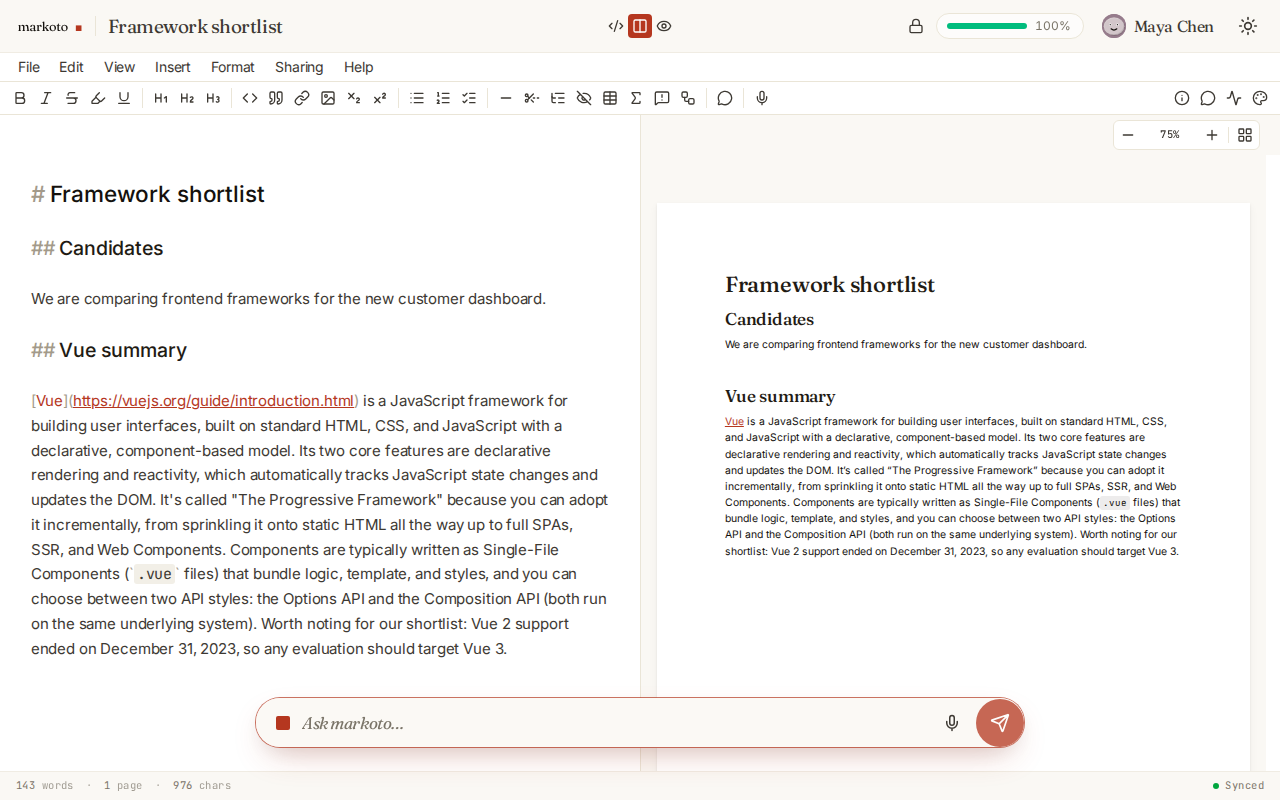 markoto
Framework shortlist
100%
Maya Chen
File Edit View Insert Format Sharing Help
H1 H2 H3
75%
# Framework shortlist
## Candidates
We are comparing frontend frameworks for the new customer dashboard.
## Vue summary
[Vue](https://vuejs.org/guide/introduction.html) is a JavaScript framework for
building user interfaces, built on standard HTML, CSS, and JavaScript with a
declarative, component-based model. Its two core features are declarative
rendering and reactivity, which automatically tracks JavaScript state changes and
updates the DOM. It's called "The Progressive Framework" because you can adopt
it incrementally, from sprinkling it onto static HTML all the way up to full SPAs,
SSR, and Web Components. Components are typically written as Single-File
Components (`.vue` files) that bundle logic, template, and styles, and you can
choose between two API styles: the Options API and the Composition API (both run
on the same underlying system). Worth noting for our shortlist: Vue 2 support
ended on December 31, 2023, so any evaluation should target Vue 3.
Framework shortlist
Candidates
We are comparing frontend frameworks for the new customer dashboard.
Vue summary
Vue is a JavaScript framework for building user interfaces, built on standard HTML, CSS,
and JavaScript with a declarative, component-based model. Its two core features are
declarative rendering and reactivity, which automatically tracks JavaScript state changes
and updates the DOM. It's called “The Progressive Framework” because you can adopt it
incrementally, from sprinkling it onto static HTML all the way up to full SPAs, SSR, and Web
Components. Components are typically written as Single-File Components (.vue files) that
bundle logic, template, and styles, and you can choose between two API styles: the Options
API and the Composition API (both run on the same underlying system). Worth noting for our
shortlist: Vue 2 support ended on December 31, 2023, so any evaluation should target Vue 3.
Ask markoto...
143 words · 1 page · 976 chars
Synced